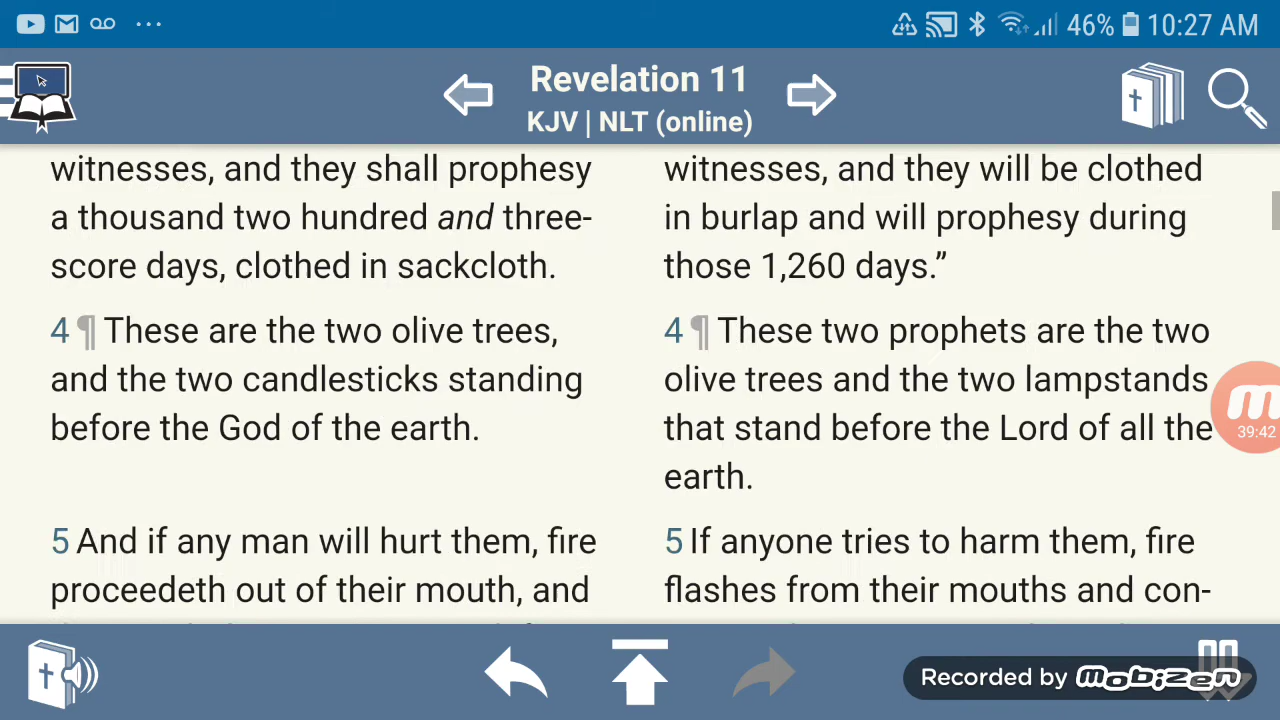 46% 10:27 AM
Revelation 11
KJV | NLT (online)
witnesses, and they shall prophesy
a thousand two hundred and three-
score days, clothed in sackcloth.
4 ¶ These are the two olive trees,
and the two candlesticks standing
before the God of the earth.
5 And if any man will hurt them, fire
proceedeth out of their mouth, and
witnesses, and they will be clothed
in burlap and will prophesy during
those 1,260 days.”
4 ¶ These two prophets are the two
olive trees and the two lampstands
that stand before the Lord of all the
earth.
5 If anyone tries to harm them, fire
flashes from their mouths and con-
39:42
Recorded by mobizen